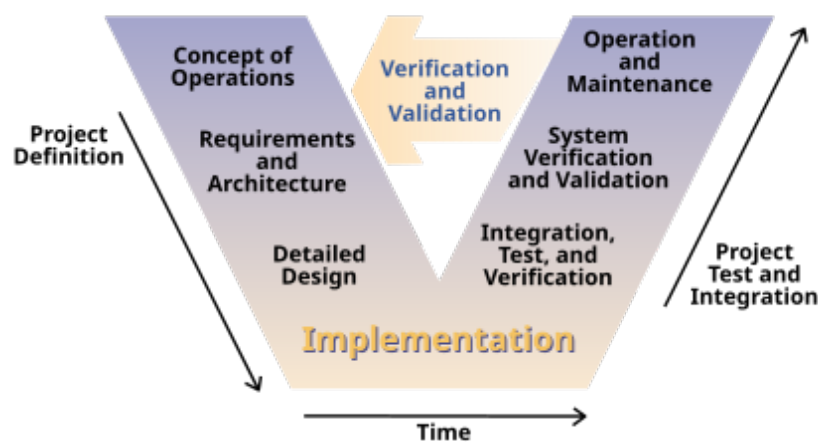 Concept of
Operations
Verification
and
Validation
Operation
and
Maintenance
Project
Definition
Requirements
and
Architecture
System
Verification
and Validation
Detailed
Design
Integration,
Test, and
Verification
Project
Test and
Integration
Implementation
Time